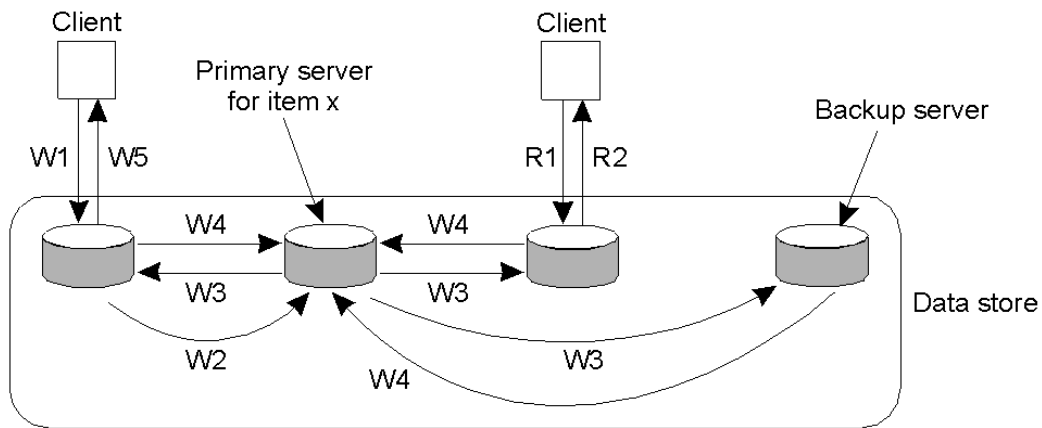 Client
Client
Primary server
for item x
Backup server
W1
W5
R1
R2
W4
W4
W3
W3
Data store
W2
W3
W4